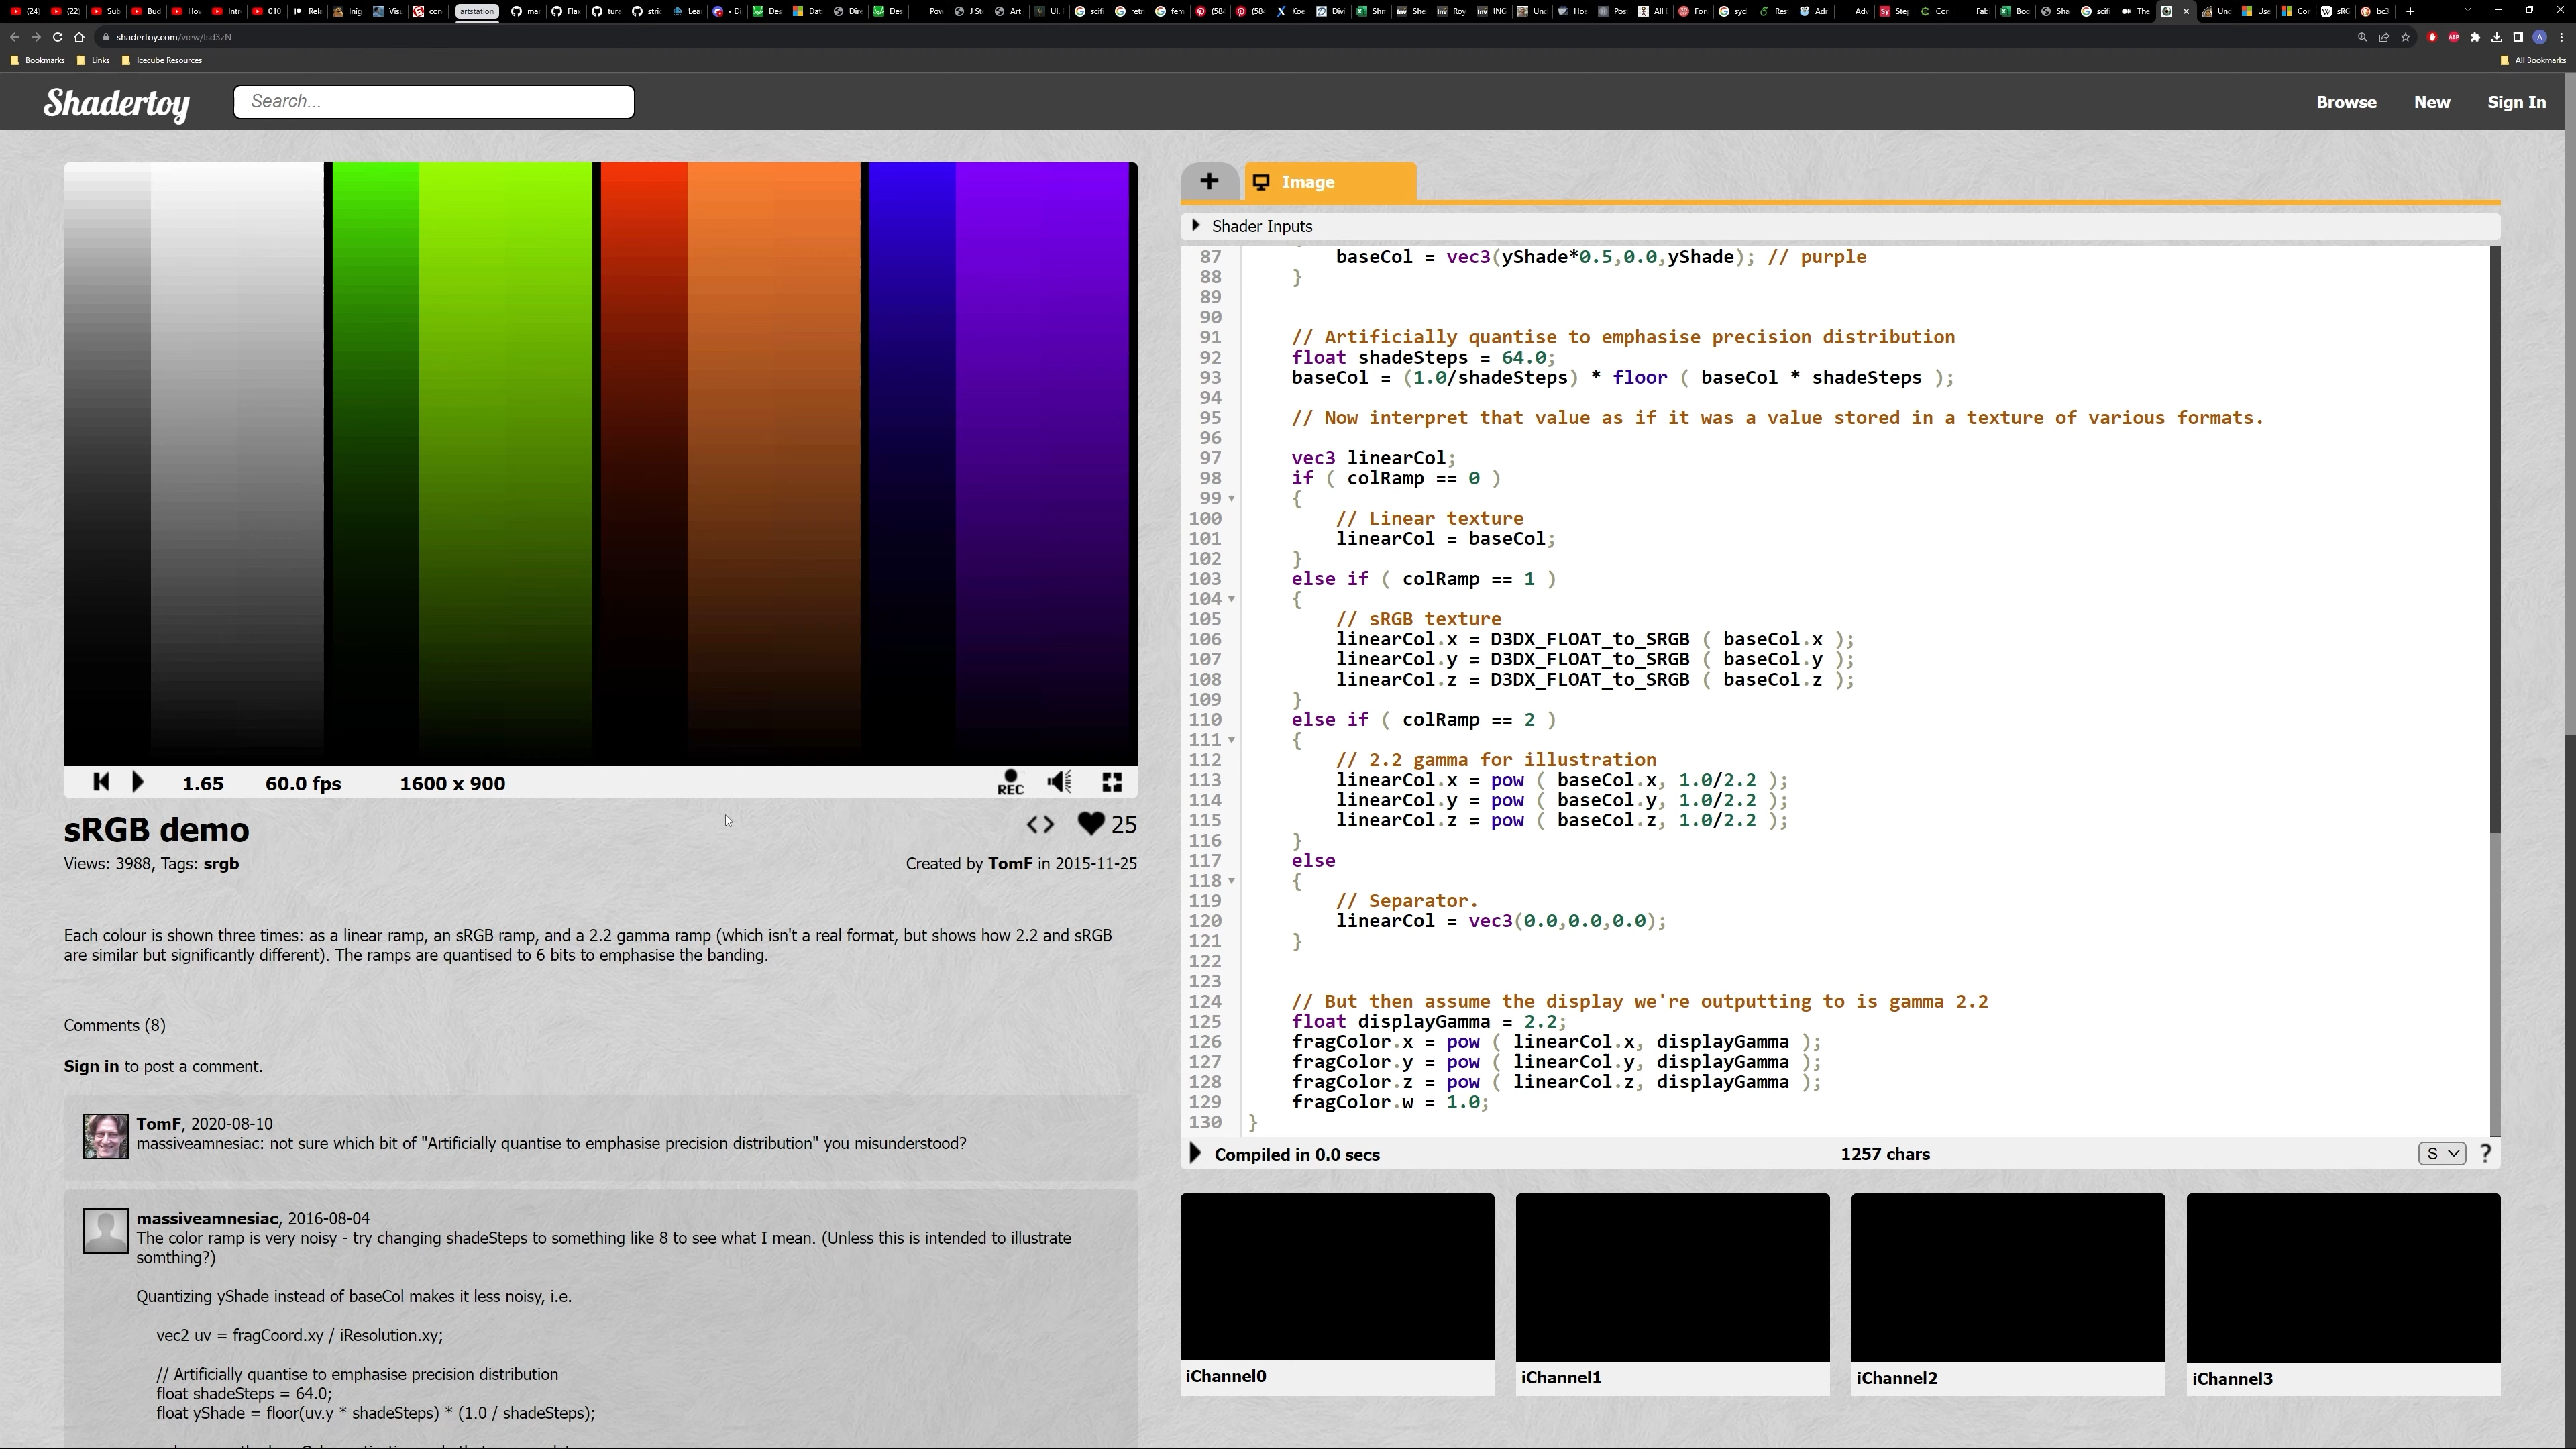 shadertoy.com/view/lsd3zN
Bookmarks Links Icecube Resources All Bookmarks
Shadertoy Search... Browse New Sign In
+ Image
Shader Inputs
87 baseCol = vec3(yShade*0.5,0.0,yShade); // purple
88 }
89
90
91 // Artificially quantise to emphasise precision distribution
92 float shadeSteps = 64.0;
93 baseCol = (1.0/shadeSteps) * floor ( baseCol * shadeSteps );
94
95 // Now interpret that value as if it was a value stored in a texture of various formats.
96
97 vec3 linearCol;
98 if ( colRamp == 0 )
99 {
100 // Linear texture
101 linearCol = baseCol;
102 }
103 else if ( colRamp == 1 )
104 {
105 // sRGB texture
106 linearCol.x = D3DX_FLOAT_to_SRGB ( baseCol.x );
107 linearCol.y = D3DX_FLOAT_to_SRGB ( baseCol.y );
108 linearCol.z = D3DX_FLOAT_to_SRGB ( baseCol.z );
109 }
110 else if ( colRamp == 2 )
111 {
112 // 2.2 gamma for illustration
113 linearCol.x = pow ( baseCol.x, 1.0/2.2 );
114 linearCol.y = pow ( baseCol.y, 1.0/2.2 );
115 linearCol.z = pow ( baseCol.z, 1.0/2.2 );
116 }
117 else
118 {
119 // Separator.
120 linearCol = vec3(0.0,0.0,0.0);
121 }
122
123
124 // But then assume the display we're outputting to is gamma 2.2
125 float displayGamma = 2.2;
126 fragColor.x = pow ( linearCol.x, displayGamma );
127 fragColor.y = pow ( linearCol.y, displayGamma );
128 fragColor.z = pow ( linearCol.z, displayGamma );
129 fragColor.w = 1.0;
130 }
Compiled in 0.0 secs 1257 chars S ?
iChannel0 iChannel1 iChannel2 iChannel3
1.65 60.0 fps 1600 x 900 REC
sRGB demo 25
Views: 3988, Tags: srgb Created by TomF in 2015-11-25
Each colour is shown three times: as a linear ramp, an sRGB ramp, and a 2.2 gamma ramp (which isn't a real format, but shows how 2.2 and sRGB
are similar but significantly different). The ramps are quantised to 6 bits to emphasise the banding.
Comments (8)
Sign in to post a comment.
TomF, 2020-08-10
massiveamnesiac: not sure which bit of "Artificially quantise to emphasise precision distribution" you misunderstood?
massiveamnesiac, 2016-08-04
The color ramp is very noisy - try changing shadeSteps to something like 8 to see what I mean. (Unless this is intended to illustrate
somthing?)
Quantizing yShade instead of baseCol makes it less noisy, i.e.
vec2 uv = fragCoord.xy / iResolution.xy;
// Artificially quantise to emphasise precision distribution
float shadeSteps = 64.0;
float yShade = floor(uv.y * shadeSteps) * (1.0 / shadeSteps);